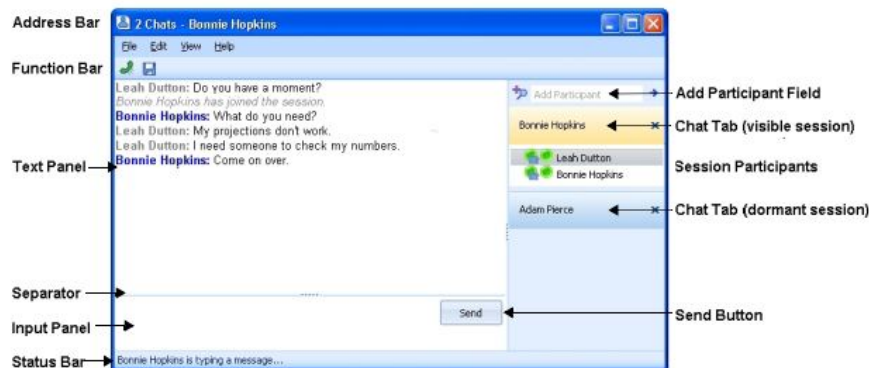 Address Bar
2 Chats - Bonnie Hopkins
File Edit View Help
Function Bar
Leah Dutton: Do you have a moment?
Bonnie Hopkins has joined the session.
Bonnie Hopkins: What do you need?
Leah Dutton: My projections don't work.
Leah Dutton: I need someone to check my numbers.
Text Panel
Bonnie Hopkins: Come on over.
Add Participant
Add Participant Field
Bonnie Hopkins
Chat Tab (visible session)
Leah Dutton
Session Participants
Bonnie Hopkins
Adam Pierce
Chat Tab (dormant session)
Separator
Send
Send Button
Input Panel
Status Bar
Bonnie Hopkins is typing a message...